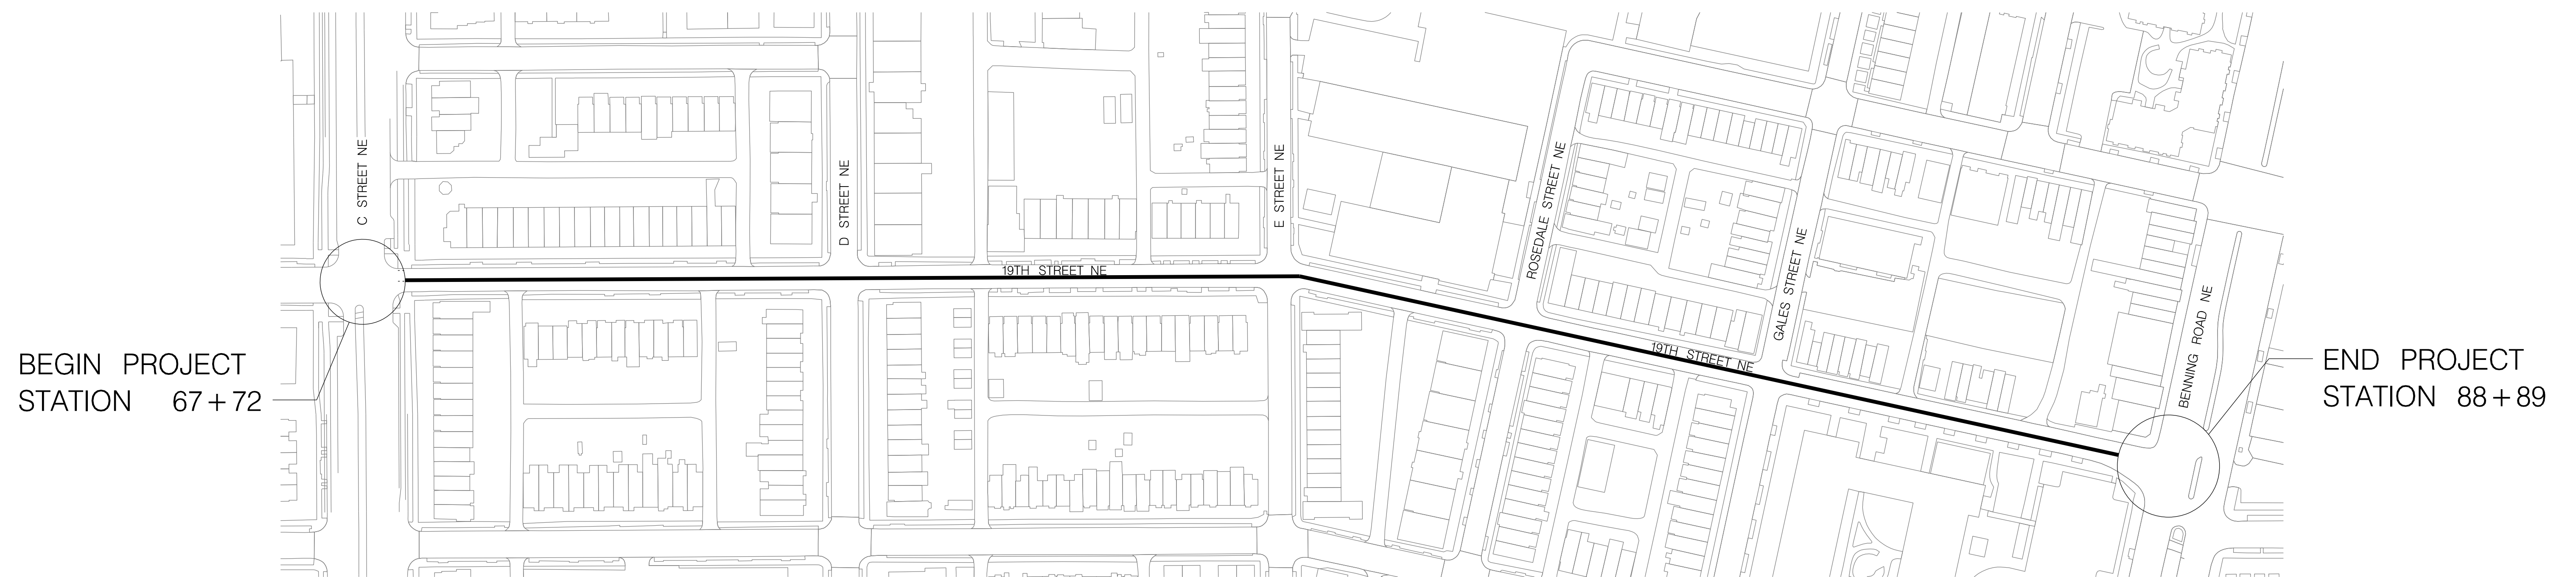 C STREET NE
D STREET NE
E STREET NE
ROSEDALE STREET NE
GALES STREET NE
BENNING ROAD NE
19TH STREET NE
19TH STREET NE
BEGIN PROJECT
STATION 67+72
END PROJECT
STATION 88+89